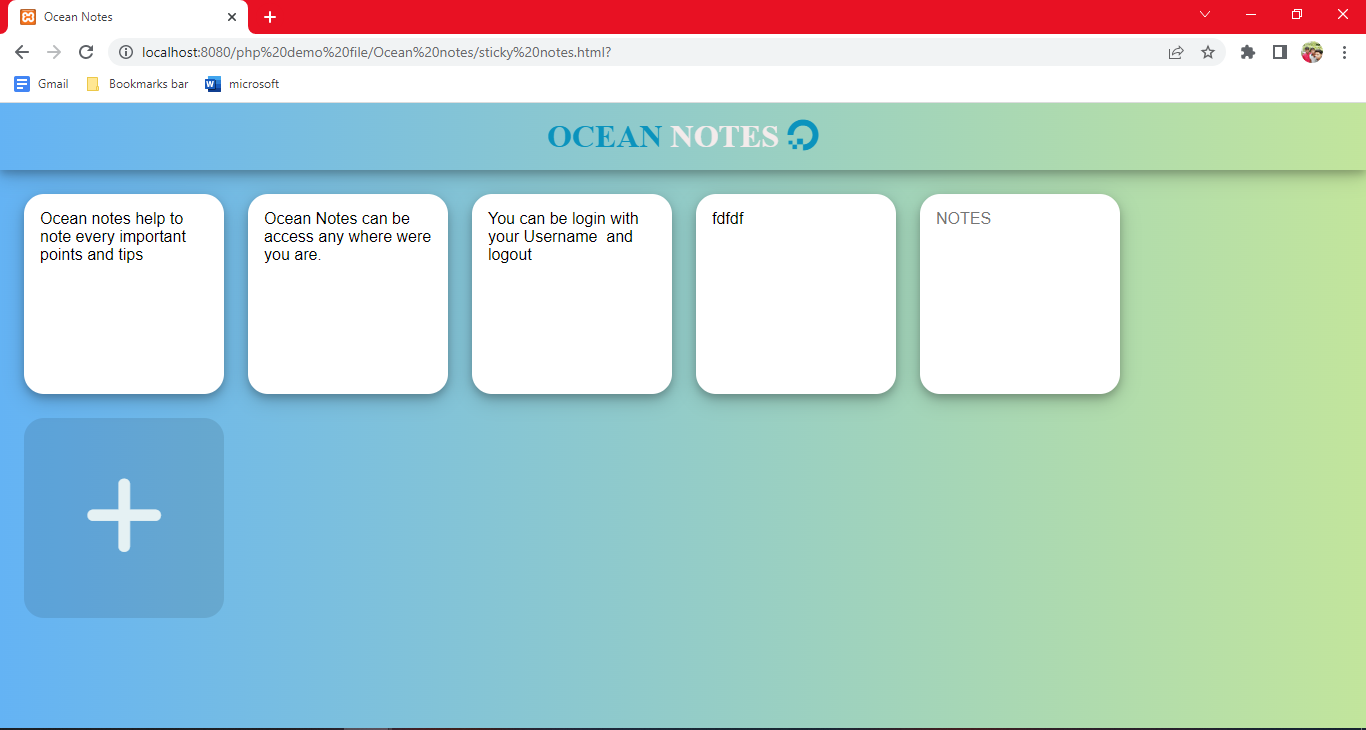 Ocean Notes
localhost:8080/php%20demo%20file/Ocean%20notes/sticky%20notes.html?
Gmail
Bookmarks bar
microsoft
OCEAN NOTES
Ocean notes help to
note every important
points and tips
Ocean Notes can be
access any where were
you are.
You can be login with
your Username  and
logout
fdfdf
NOTES